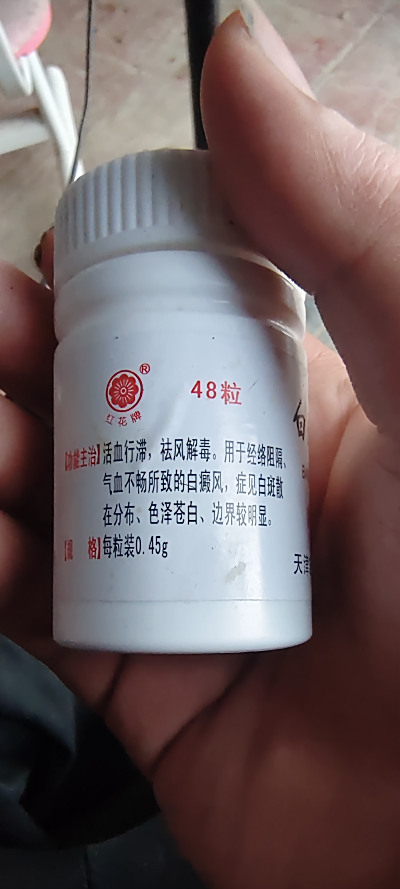 ®
红花牌
48粒
【功能主治】活血行滞，祛风解毒。用于经络阻隔、
气血不畅所致的白癜风，症见白斑散
在分布、色泽苍白、边界较明显。
【规 格】每粒装0.45g
白
天津